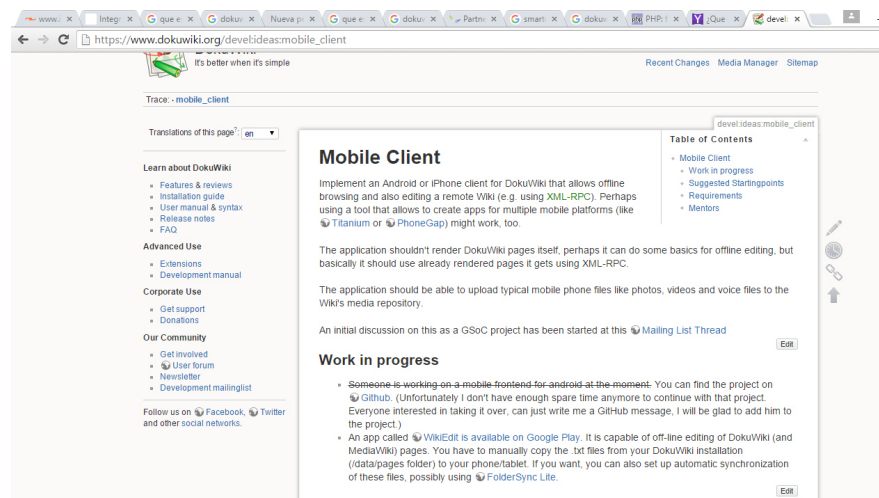 www.
Integr
G que e
G dokuv
Nueva p
G que e
G dokuv
Partne
G smart
G dokuv
php PHP:
Y ¿Que
devel:
https://www.dokuwiki.org/devel:ideas:mobile_client
It's better when it's simple
Recent Changes Media Manager Sitemap
Trace: • mobile_client
Translations of this page?: en
devel:ideas:mobile_client
Learn about DokuWiki
Features & reviews
Installation guide
User manual & syntax
Release notes
FAQ
Advanced Use
Extensions
Development manual
Corporate Use
Get support
Donations
Our Community
Get involved
User forum
Newsletter
Development mailinglist
Follow us on Facebook, Twitter
and other social networks.
Table of Contents
Mobile Client
Work in progress
Suggested Startingpoints
Requirements
Mentors
Mobile Client
Implement an Android or iPhone client for DokuWiki that allows offline
browsing and also editing a remote Wiki (e.g. using XML-RPC). Perhaps
using a tool that allows to create apps for multiple mobile platforms (like
Titanium or PhoneGap) might work, too.
The application shouldn't render DokuWiki pages itself, perhaps it can do some basics for offline editing, but
basically it should use already rendered pages it gets using XML-RPC.
The application should be able to upload typical mobile phone files like photos, videos and voice files to the
Wiki's media repository.
An initial discussion on this as a GSoC project has been started at this Mailing List Thread
Edit
Work in progress
Someone is working on a mobile frontend for android at the moment. You can find the project on
Github. (Unfortunately I don't have enough spare time anymore to continue with that project.
Everyone interested in taking it over, can just write me a GitHub message, I will be glad to add him to
the project.)
An app called WikiEdit is available on Google Play. It is capable of off-line editing of DokuWiki (and
MediaWiki) pages. You have to manually copy the .txt files from your DokuWiki installation
(/data/pages folder) to your phone/tablet. If you want, you can also set up automatic synchronization
of these files, possibly using FolderSync Lite.
Edit